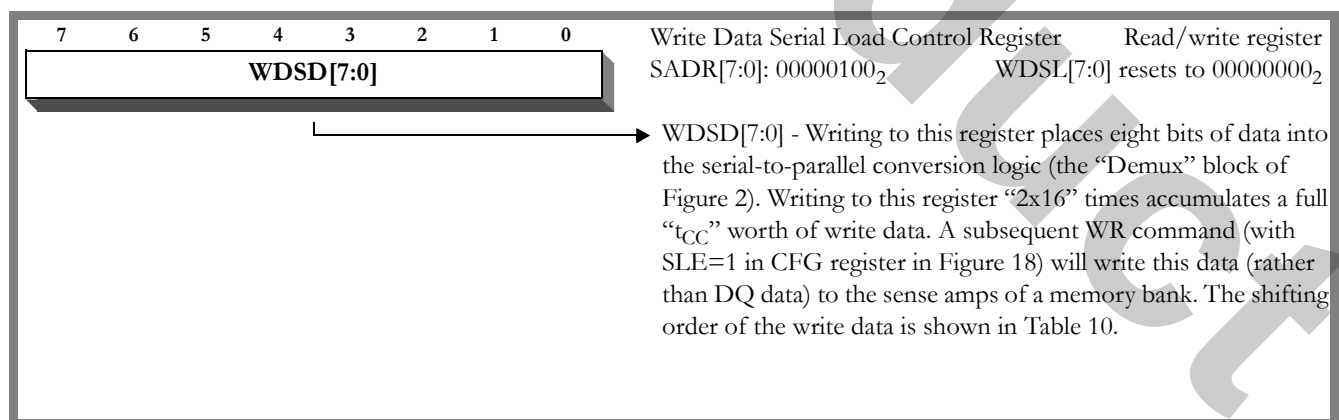 7 6 5 4 3 2 1 0
WDSD[7:0]
Write Data Serial Load Control Register Read/write register
SADR[7:0]: 00000100₂ WDSL[7:0] resets to 00000000₂
WDSD[7:0] - Writing to this register places eight bits of data into
the serial-to-parallel conversion logic (the “Demux” block of
Figure 2). Writing to this register “2x16” times accumulates a full
“tCC” worth of write data. A subsequent WR command (with
SLE=1 in CFG register in Figure 18) will write this data (rather
than DQ data) to the sense amps of a memory bank. The shifting
order of the write data is shown in Table 10.
duct